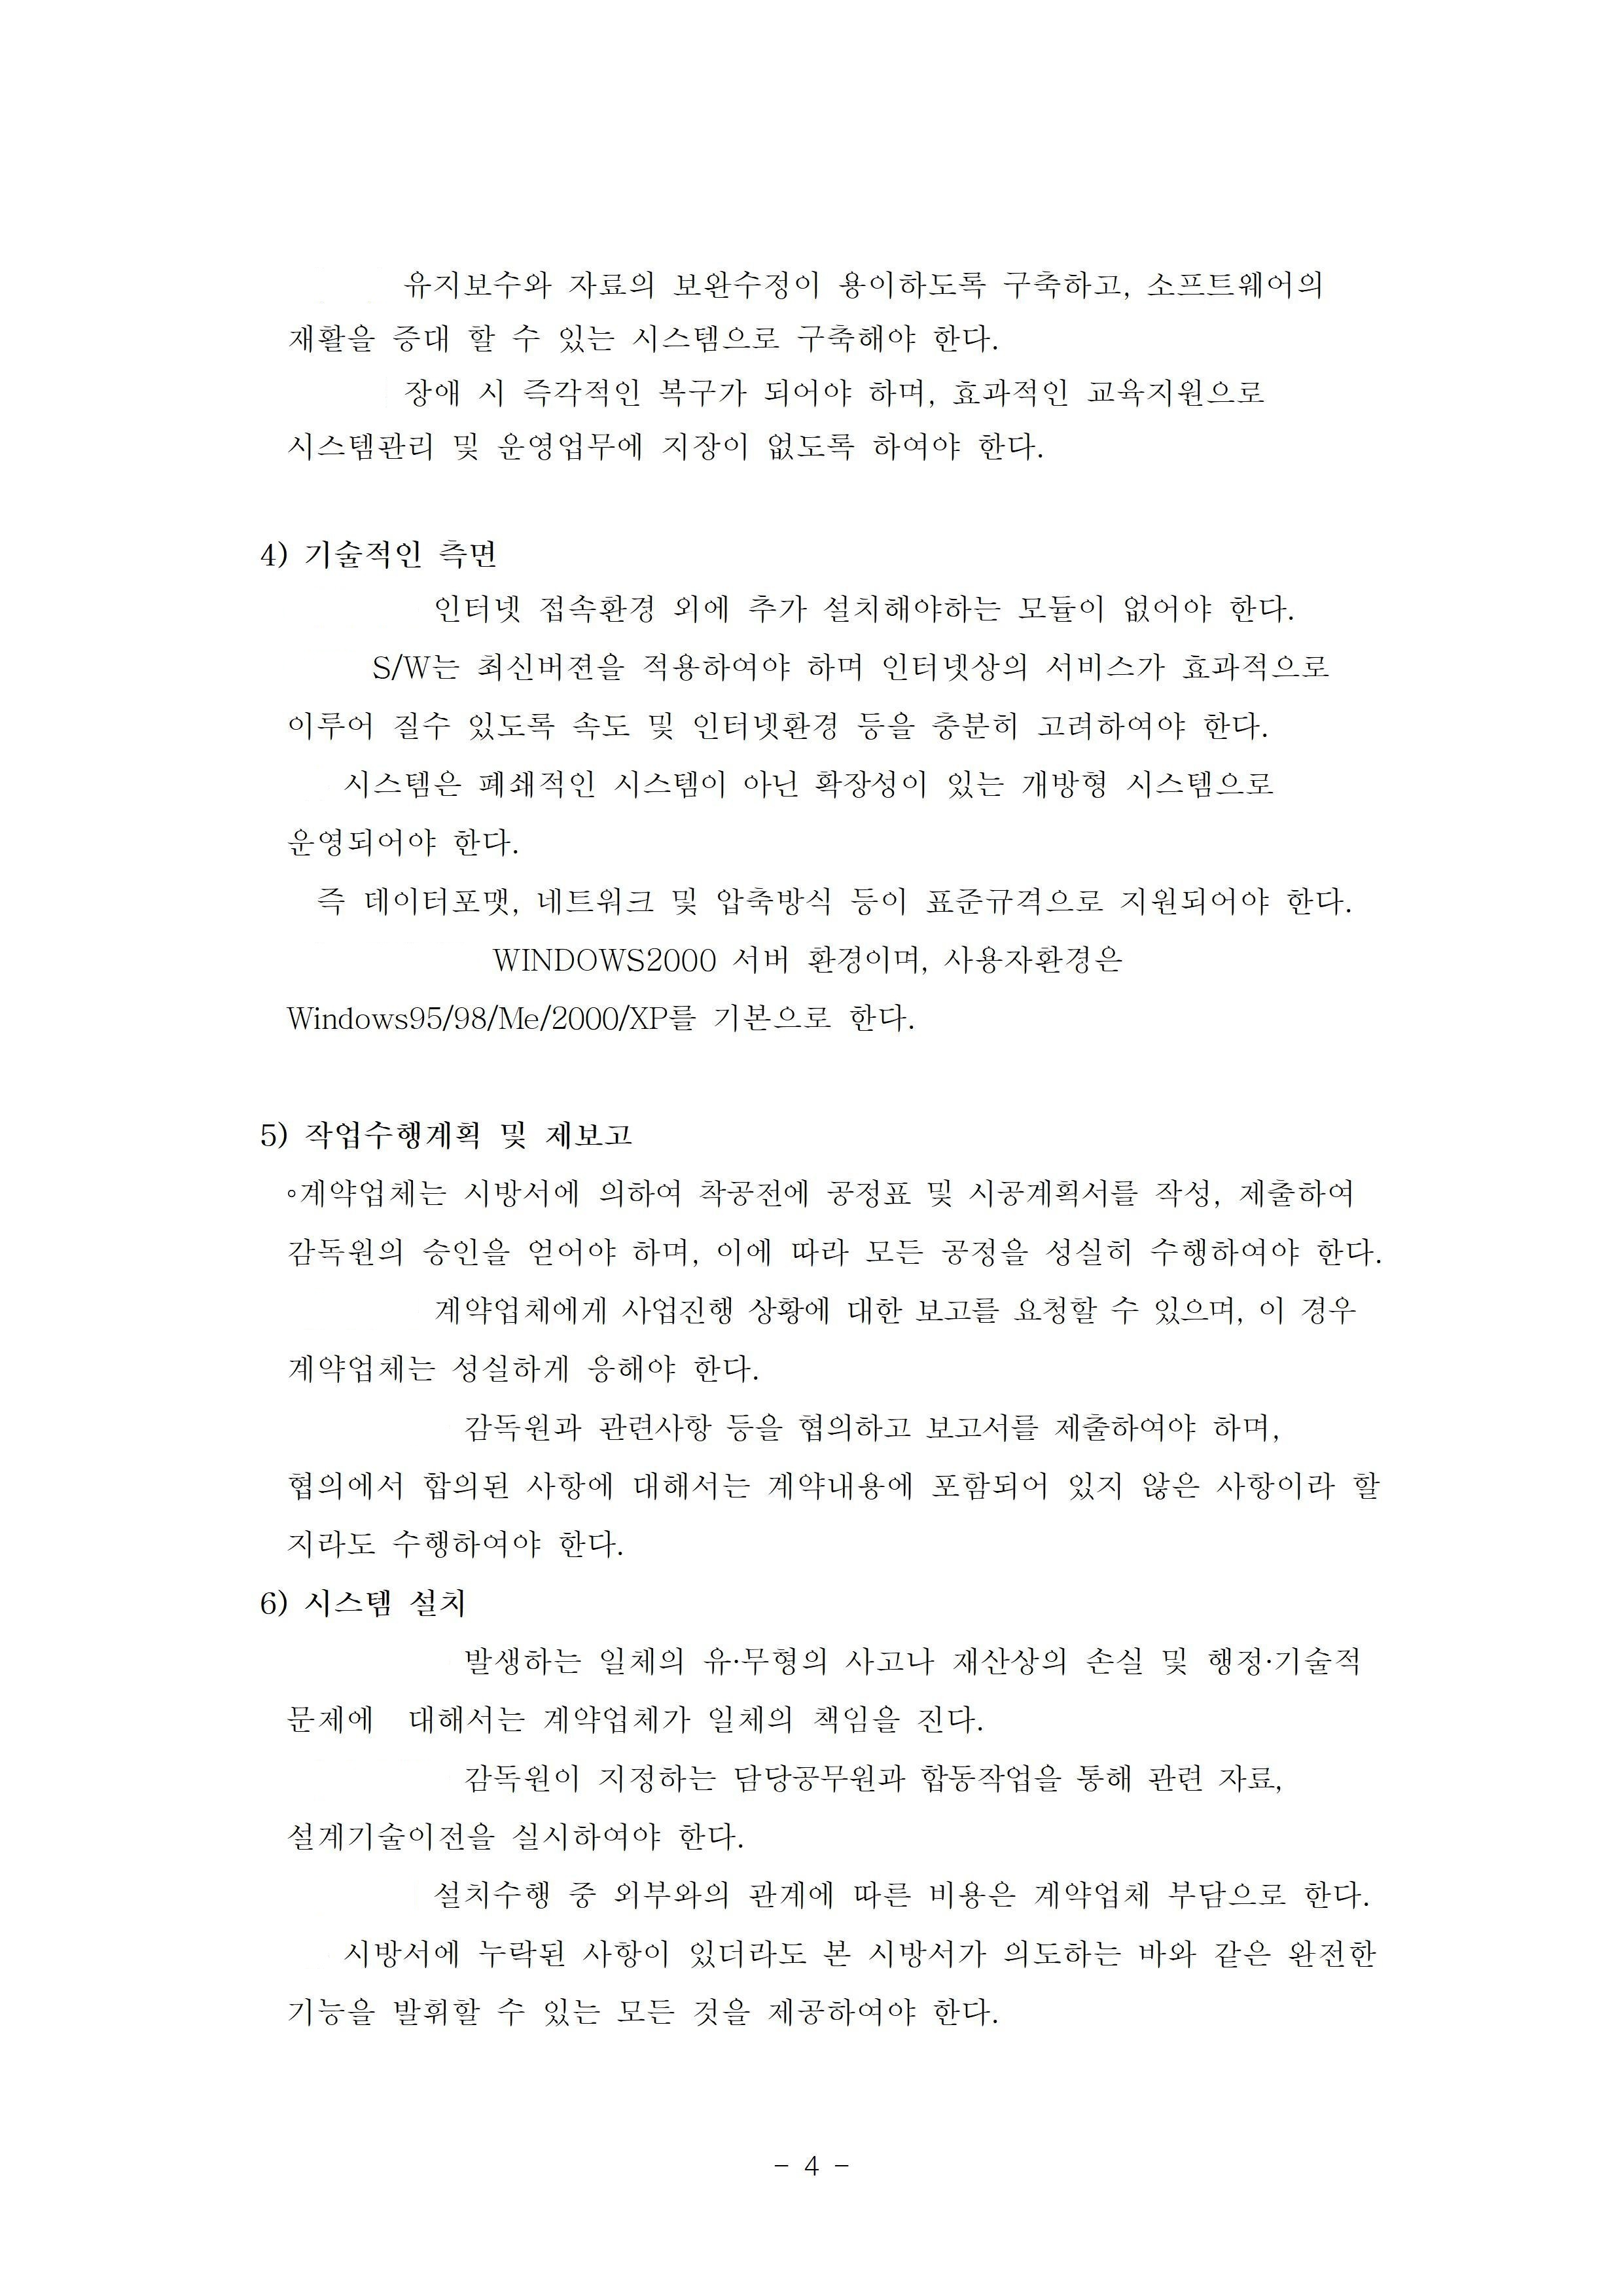 유지보수와 자료의 보완수정이 용이하도록 구축하고, 소프트웨어의
재활을 증대 할 수 있는 시스템으로 구축해야 한다.
장애 시 즉각적인 복구가 되어야 하며, 효과적인 교육지원으로
시스템관리 및 운영업무에 지장이 없도록 하여야 한다.
4) 기술적인 측면
인터넷 접속환경 외에 추가 설치해야하는 모듈이 없어야 한다.
S/W는 최신버젼을 적용하여야 하며 인터넷상의 서비스가 효과적으로
이루어 질수 있도록 속도 및 인터넷환경 등을 충분히 고려하여야 한다.
시스템은 폐쇄적인 시스템이 아닌 확장성이 있는 개방형 시스템으로
운영되어야 한다.
즉 데이터포맷, 네트워크 및 압축방식 등이 표준규격으로 지원되어야 한다.
WINDOWS2000 서버 환경이며, 사용자환경은
Windows95/98/Me/2000/XP를 기본으로 한다.
5) 작업수행계획 및 제보고
∘계약업체는 시방서에 의하여 착공전에 공정표 및 시공계획서를 작성, 제출하여
감독원의 승인을 얻어야 하며, 이에 따라 모든 공정을 성실히 수행하여야 한다.
계약업체에게 사업진행 상황에 대한 보고를 요청할 수 있으며, 이 경우
계약업체는 성실하게 응해야 한다.
감독원과 관련사항 등을 협의하고 보고서를 제출하여야 하며,
협의에서 합의된 사항에 대해서는 계약내용에 포함되어 있지 않은 사항이라 할
지라도 수행하여야 한다.
6) 시스템 설치
발생하는 일체의 유·무형의 사고나 재산상의 손실 및 행정·기술적
문제에 대해서는 계약업체가 일체의 책임을 진다.
감독원이 지정하는 담당공무원과 합동작업을 통해 관련 자료,
설계기술이전을 실시하여야 한다.
설치수행 중 외부와의 관계에 따른 비용은 계약업체 부담으로 한다.
시방서에 누락된 사항이 있더라도 본 시방서가 의도하는 바와 같은 완전한
기능을 발휘할 수 있는 모든 것을 제공하여야 한다.
- 4 -